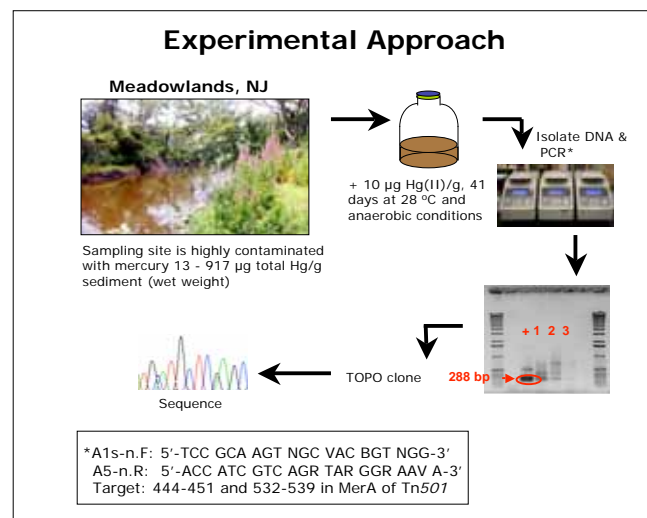 Experimental Approach
Meadowlands, NJ
Isolate DNA &
PCR*
+ 10 µg Hg(II)/g, 41
days at 28 ºC and
anaerobic conditions
Sampling site is highly contaminated
with mercury 13 - 917 µg total Hg/g
sediment (wet weight)
+ 1 2 3
288 bp
TOPO clone
Sequence
*A1s-n.F: 5’-TCC GCA AGT NGC VAC BGT NGG-3’
A5-n.R: 5’-ACC ATC GTC AGR TAR GGR AAV A-3’
Target: 444-451 and 532-539 in MerA of Tn501